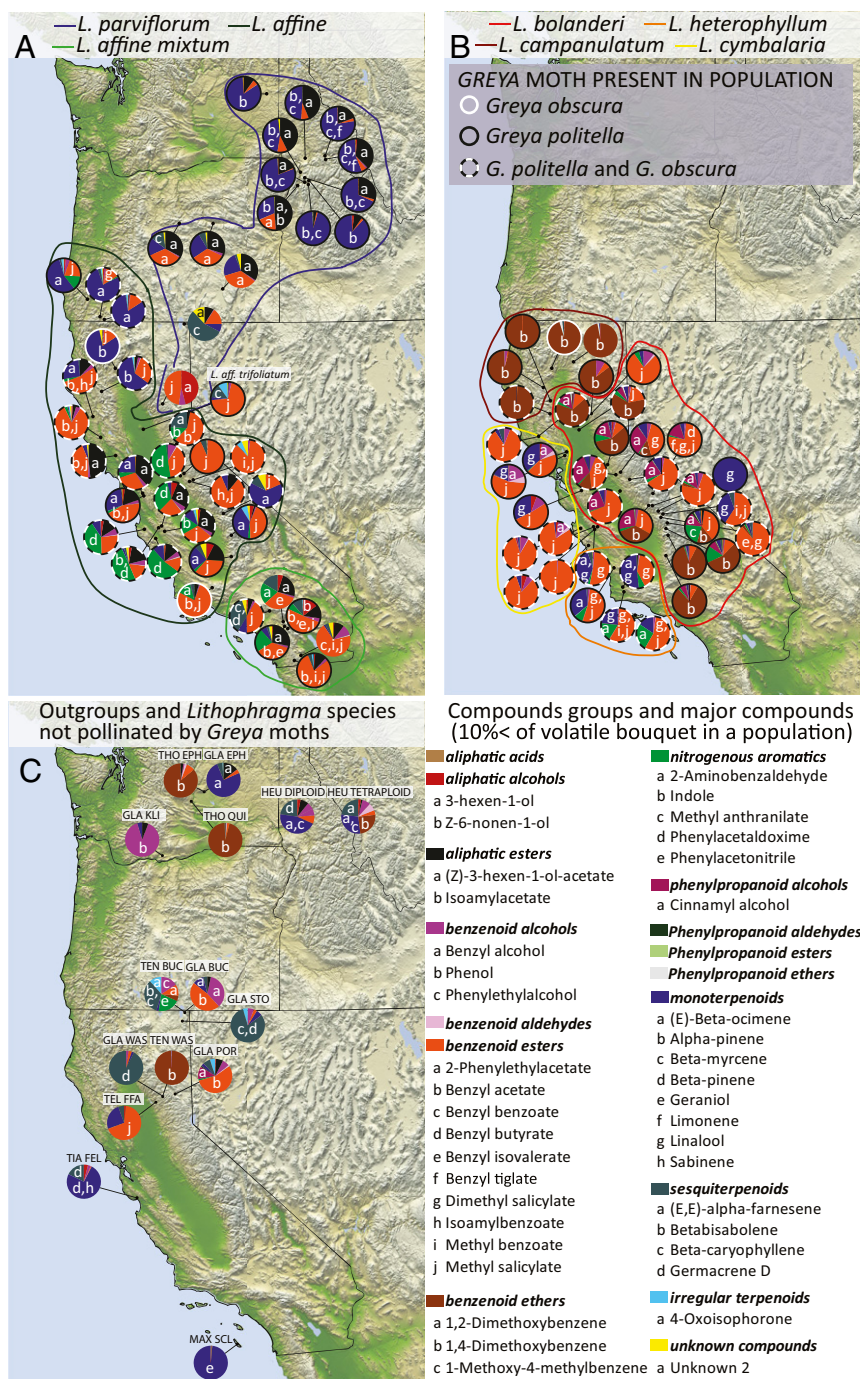 A
L. parviflorum
L. affine
L. affine mixtum
b
b, c
a
b, c
a
b, c,f
a
b, c,f
a
b,c
a
b,c
a
a, b
b
a
b,c
b
c
a
a
a
a
a
a
c
j
a
L. aff. trifoliatum
c
j
j
a
g
a
a
b
j
a
b,h
j
b
j
b,j
b,j
a
a
b
j
b
d
j
j
i,j
a
j
d
a
h,j
j
a
a
b,j
b
j
a
a
j
d
b,
d
d
a
j
a
b,j
a
a
e
b
b,e,i
c,
d
j
a
b,e
c,i,j
b,i,j
B
L. bolanderi
L. heterophyllum
L. campanulatum
L. cymbalaria
GREYA MOTH PRESENT IN POPULATION
Greya obscura
Greya politella
G. politella and G. obscura
b
b
b
b
b
b
j
a
b
j
b
j
a
b
a
c
g
d
f,g,i
j
g
a
j
g
a
j
a
g,
j
a
j
a
j
g
g
j
a
j
g
i,j
a
j
b
a
j
c
b
e,g
j
a
j
j
j
b
b
b
a,
g
g
a,
g
g
a
g,
j
g
a
g,
i,j
a
g,
j
C
Outgroups and Lithophragma species
not pollinated by Greya moths
THO EPH
GLA EPH
b
a
a
GLA KLI
b
THO QUI
b
HEU DIPLOID
d
a,c
HEU TETRAPLOID
a
a,
c
b
TEN BUC
a
c
b,
c
a
e
GLA BUC
a
a
b
GLA STO
c,d
GLA WAS
d
TEN WAS
b
GLA POR
a
b
TEL FFA
j
TIA FEL
d
d,h
MAX SCL
e
Compounds groups and major compounds
(10%< of volatile bouquet in a population)
aliphatic acids
aliphatic alcohols
a 3-hexen-1-ol
b Z-6-nonen-1-ol
aliphatic esters
a (Z)-3-hexen-1-ol-acetate
b Isoamylacetate
benzenoid alcohols
a Benzyl alcohol
b Phenol
c Phenylethylalcohol
benzenoid aldehydes
benzenoid esters
a 2-Phenylethylacetate
b Benzyl acetate
c Benzyl benzoate
d Benzyl butyrate
e Benzyl isovalerate
f Benzyl tiglate
g Dimethyl salicylate
h Isoamylbenzoate
i Methyl benzoate
j Methyl salicylate
benzenoid ethers
a 1,2-Dimethoxybenzene
b 1,4-Dimethoxybenzene
c 1-Methoxy-4-methylbenzene
nitrogenous aromatics
a 2-Aminobenzaldehyde
b Indole
c Methyl anthranilate
d Phenylacetaldoxime
e Phenylacetonitrile
phenylpropanoid alcohols
a Cinnamyl alcohol
Phenylpropanoid aldehydes
Phenylpropanoid esters
Phenylpropanoid ethers
monoterpenoids
a (E)-Beta-ocimene
b Alpha-pinene
c Beta-myrcene
d Beta-pinene
e Geraniol
f Limonene
g Linalool
h Sabinene
sesquiterpenoids
a (E,E)-alpha-farnesene
b Betabisabolene
c Beta-caryophyllene
d Germacrene D
irregular terpenoids
a 4-Oxoisophorone
unknown compounds
a Unknown 2